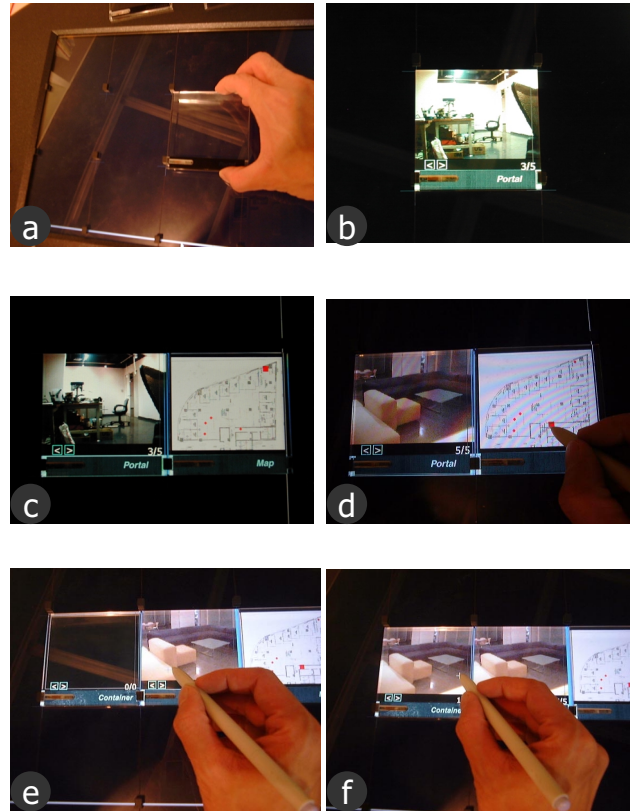 a
b
< >
3/5
Portal
c
< >
3/5
Portal
Map
d
< >
5/5
Portal
e
< >
0/0
Container
< >
f
< >
Containe